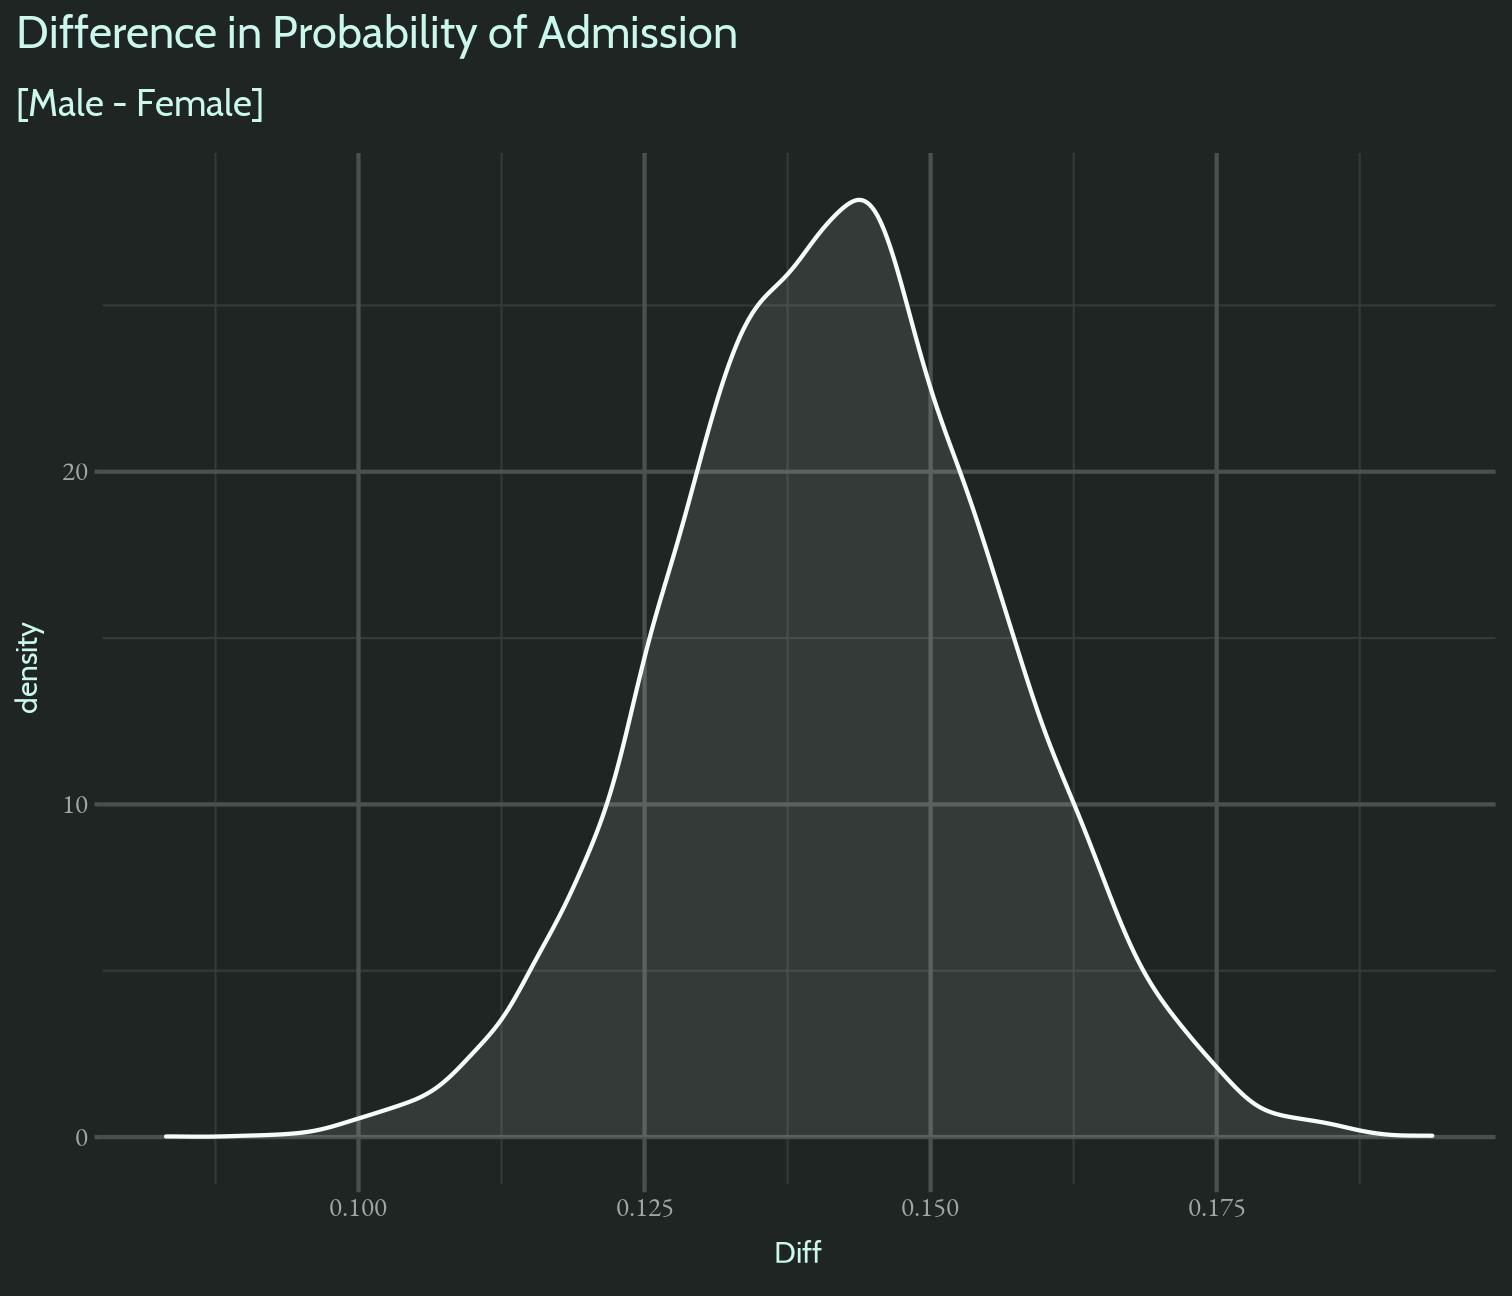 Difference in Probability of Admission
[Male - Female]
density
20
10
0
0.100
0.125
0.150
0.175
Diff